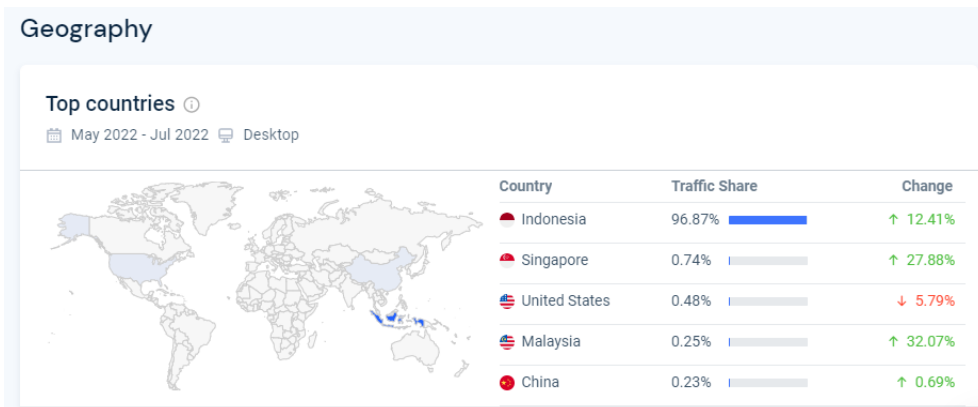 Geography
Top countries
May 2022 - Jul 2022 Desktop
Country Traffic Share Change
Indonesia 96.87% ↑ 12.41%
Singapore 0.74% ↑ 27.88%
United States 0.48% ↓ 5.79%
Malaysia 0.25% ↑ 32.07%
China 0.23% ↑ 0.69%